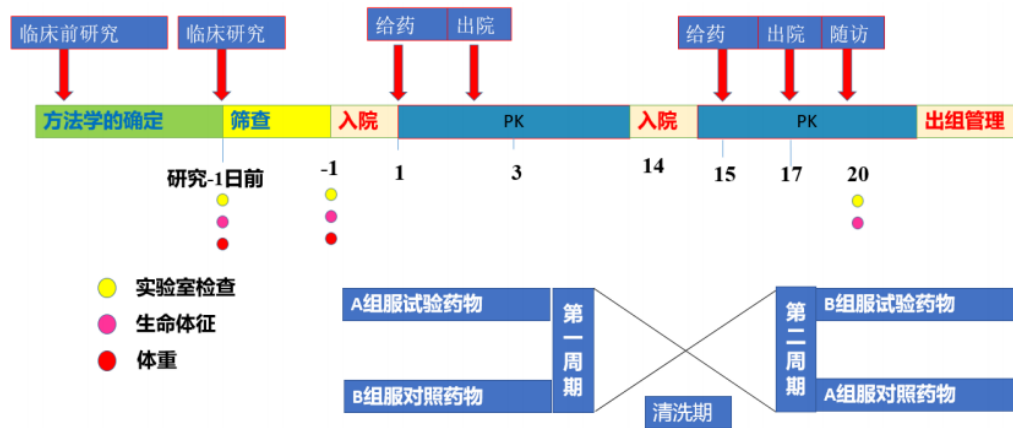 临床前研究
临床研究
给药
出院
给药
出院
随访
方法学的确定
筛查
入院
PK
入院
PK
出组管理
研究-1日前
-1
1
3
14
15
17
20
实验室检查
生命体征
体重
A组服试验药物
B组服对照药物
第一周期
清洗期
第二周期
B组服试验药物
A组服对照药物